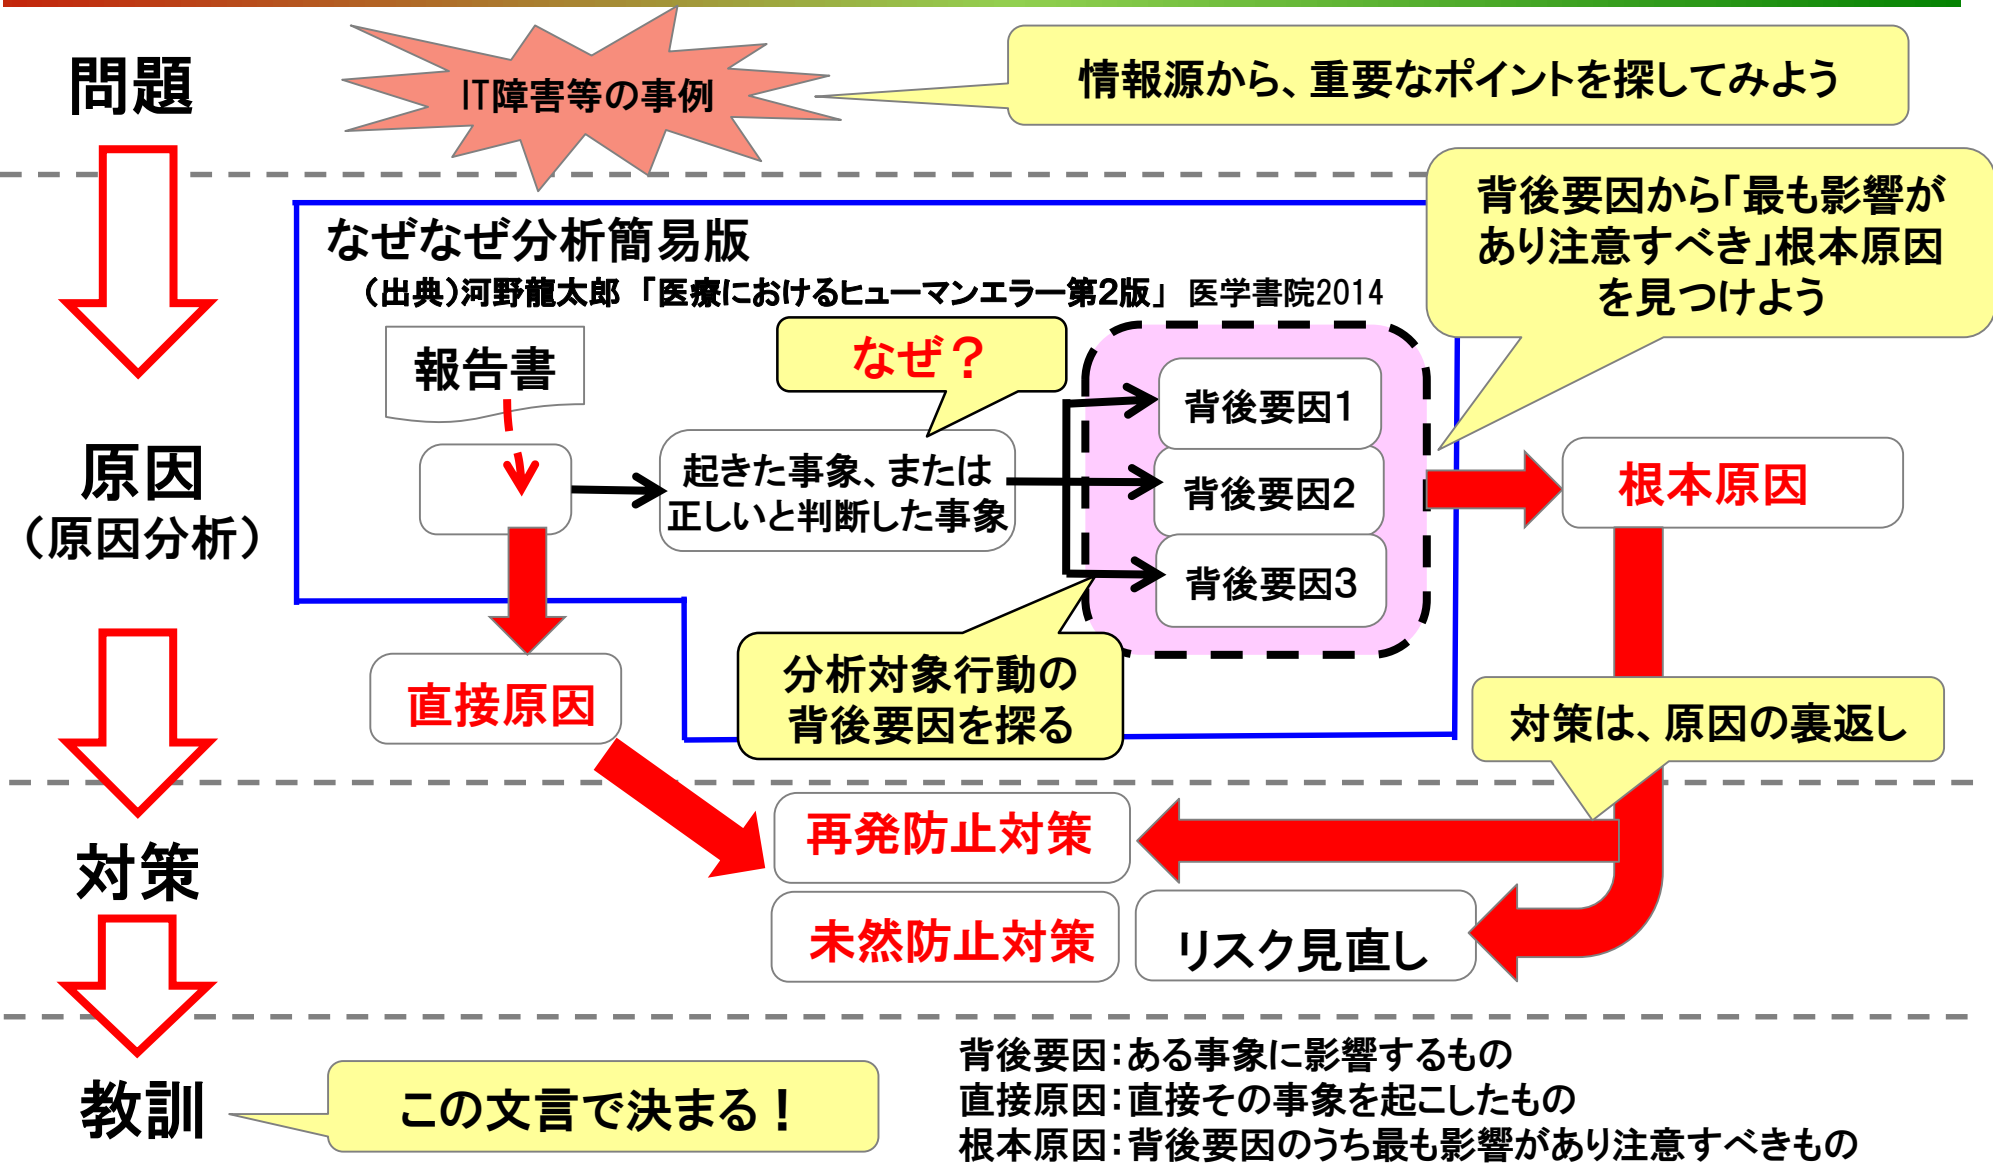 問題
IT障害等の事例
情報源から、重要なポイントを探してみよう
背後要因から「最も影響が
あり注意すべき」根本原因
を見つけよう
なぜなぜ分析簡易版
（出典）河野龍太郎 「医療におけるヒューマンエラー第2版」 医学書院2014
報告書
なぜ？
起きた事象、または
正しいと判断した事象
背後要因1
背後要因2
背後要因3
根本原因
原因
（原因分析）
分析対象行動の
背後要因を探る
直接原因
対策は、原因の裏返し
対策
再発防止対策
未然防止対策
リスク見直し
教訓
この文言で決まる！
背後要因：ある事象に影響するもの
直接原因：直接その事象を起こしたもの
根本原因：背後要因のうち最も影響があり注意すべきもの